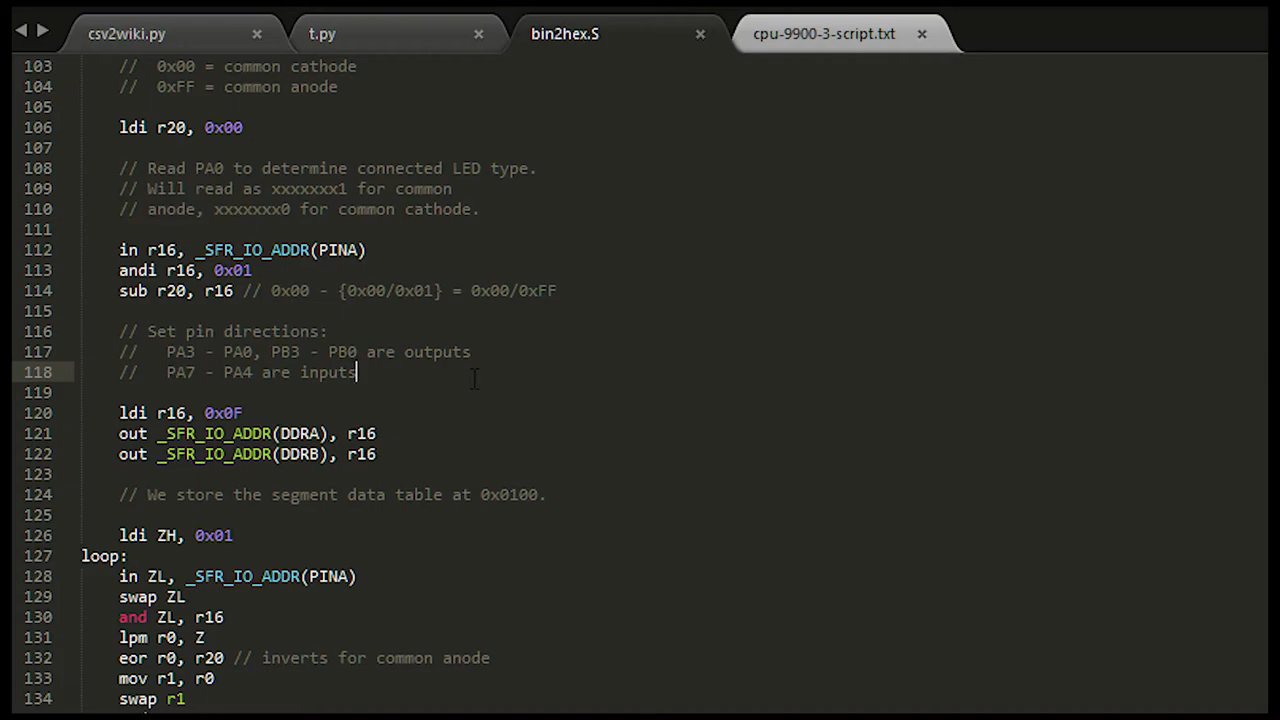 csv2wiki.py × t.py × bin2hex.S × cpu-9900-3-script.txt ×
103 // 0x00 = common cathode
104 // 0xFF = common anode
105
106 ldi r20, 0x00
107
108 // Read PA0 to determine connected LED type.
109 // Will read as xxxxxxx1 for common
110 // anode, xxxxxxx0 for common cathode.
111
112 in r16, _SFR_IO_ADDR(PINA)
113 andi r16, 0x01
114 sub r20, r16 // 0x00 - {0x00/0x01} = 0x00/0xFF
115
116 // Set pin directions:
117 // PA3 - PA0, PB3 - PB0 are outputs
118 // PA7 - PA4 are inputs
119
120 ldi r16, 0x0F
121 out _SFR_IO_ADDR(DDRA), r16
122 out _SFR_IO_ADDR(DDRB), r16
123
124 // We store the segment data table at 0x0100.
125
126 ldi ZH, 0x01
127 loop:
128 in ZL, _SFR_IO_ADDR(PINA)
129 swap ZL
130 and ZL, r16
131 lpm r0, Z
132 eor r0, r20 // inverts for common anode
133 mov r1, r0
134 swap r1